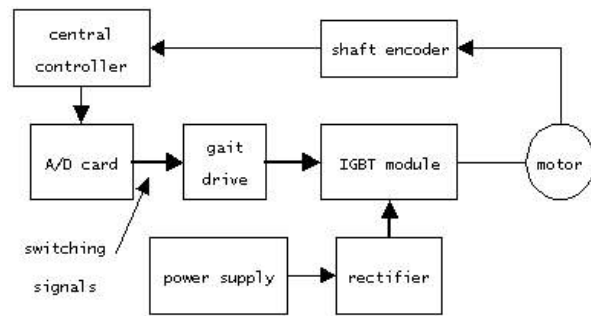 central
controller
shaft encoder
A/D card
gait
drive
IGBT module
motor
switching
signals
power supply
rectifier